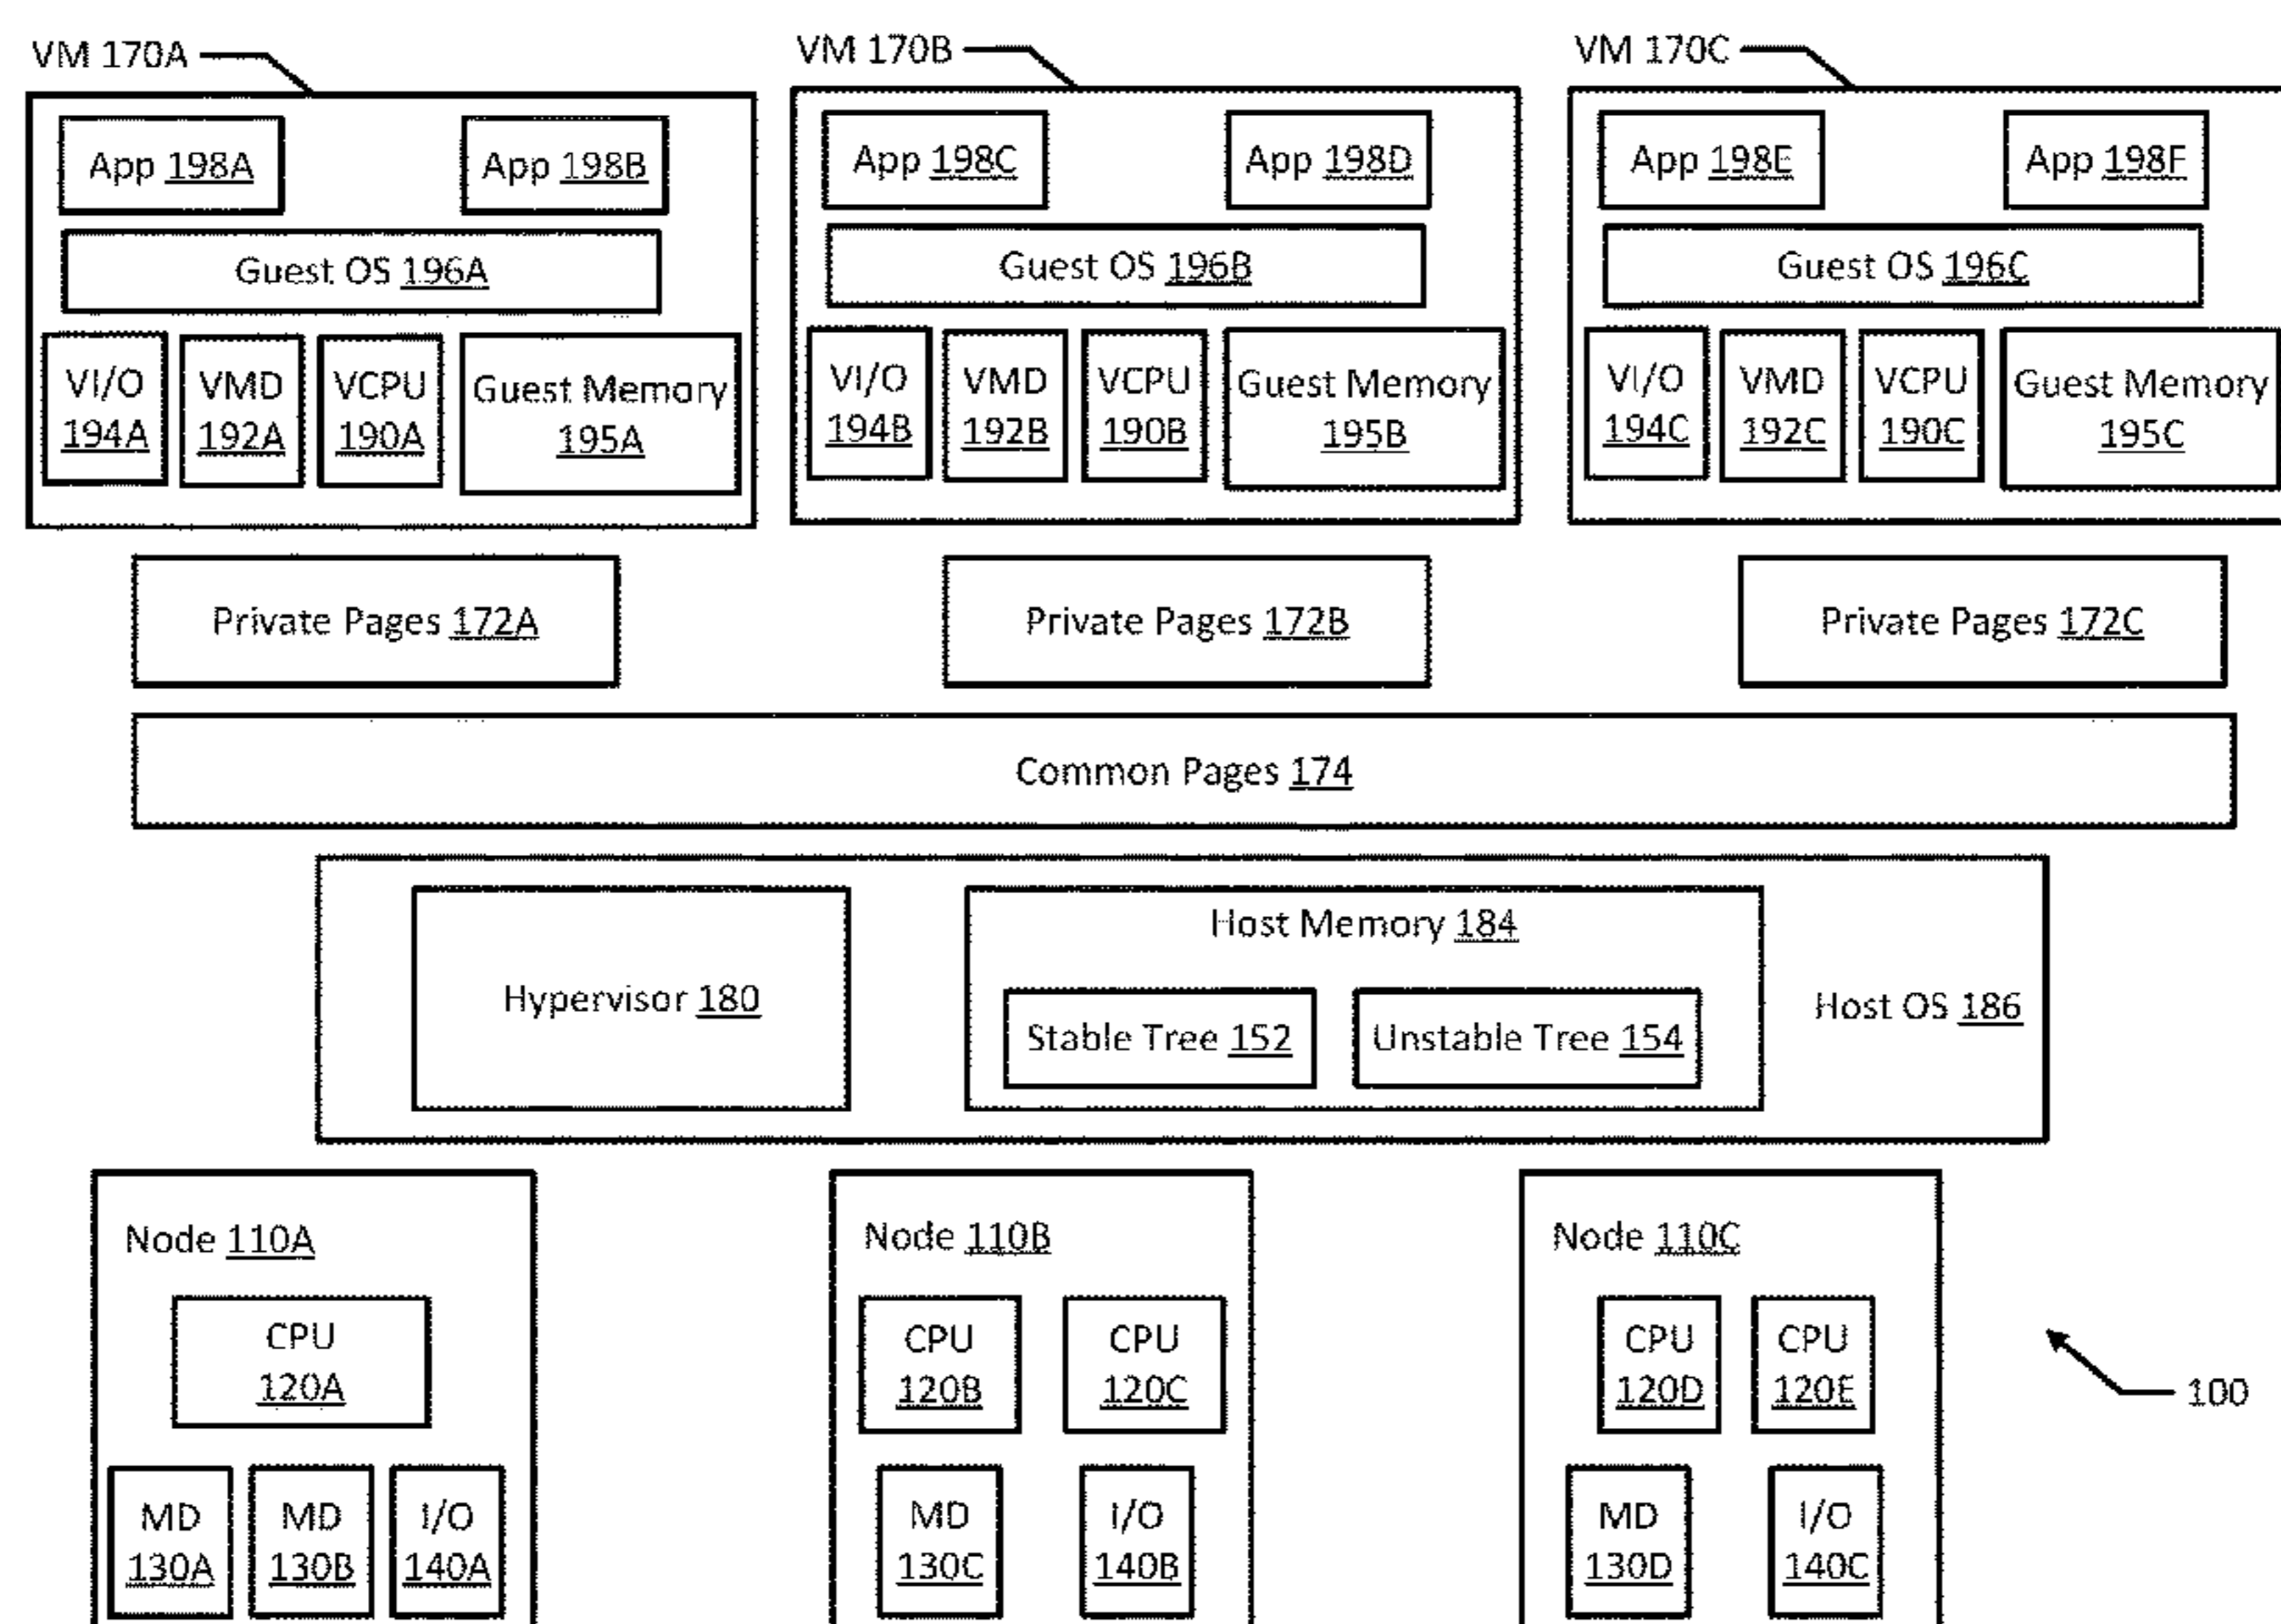 VM 170A
VM 170B
VM 170C
App 198A
App 198B
App 198C
App 198D
App 198E
App 198F
Guest OS 196A
Guest OS 196B
Guest OS 196C
VI/O
194A
VMD
192A
VCPU
190A
Guest Memory
195A
VI/O
194B
VMD
192B
VCPU
190B
Guest Memory
195B
VI/O
194C
VMD
192C
VCPU
190C
Guest Memory
195C
Private Pages 172A
Private Pages 172B
Private Pages 172C
Common Pages 174
Hypervisor 180
Host Memory 184
Stable Tree 152
Unstable Tree 154
Host OS 186
Node 110A
CPU
120A
MD
130A
MD
130B
I/O
140A
Node 110B
CPU
120B
CPU
120C
MD
130C
I/O
140B
Node 110C
CPU
120D
CPU
120E
MD
130D
I/O
140C
100